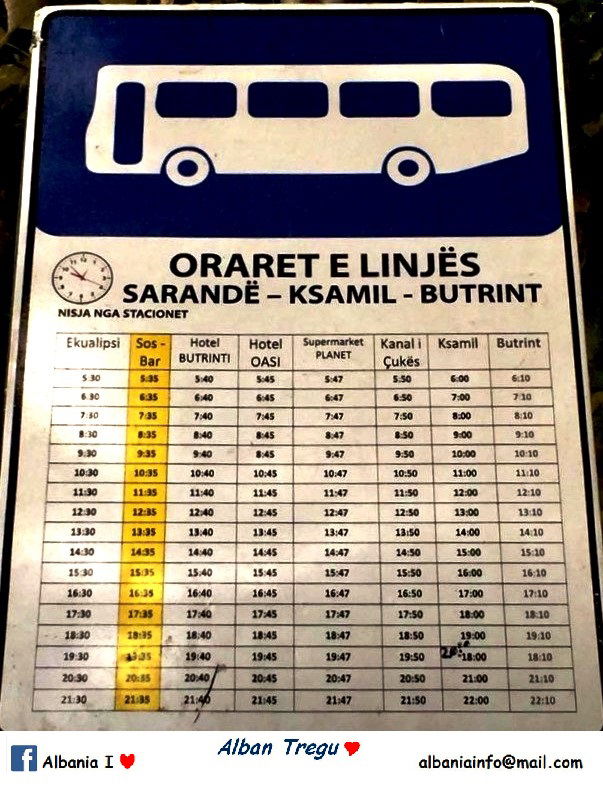 ORARET E LINJËS
SARANDË – KSAMIL - BUTRINT
NISJA NGA STACIONET
Ekualipsi Sos - Bar Hotel BUTRINTI Hotel OASI Supermarket PLANET Kanal i Çukës Ksamil Butrint
5:30 5:35 5:40 5:45 5:47 5:50 6:00 6:10
6:30 6:35 6:40 6:45 6:47 6:50 7:00 7:10
7:30 7:35 7:40 7:45 7:47 7:50 8:00 8:10
8:30 8:35 8:40 8:45 8:47 8:50 9:00 9:10
9:30 9:35 9:40 8:45 9:47 9:50 10:00 10:10
10:30 10:35 10:40 10:45 10:47 10:50 11:00 11:10
11:30 11:35 11:40 11:45 11:47 11:50 12:00 12:10
12:30 12:35 12:40 12:45 12:47 12:50 13:00 13:10
13:30 13:35 13:40 13:45 13:47 13:50 14:00 14:10
14:30 14:35 14:40 14:45 14:47 14:50 15:00 15:10
15:30 15:35 15:40 15:45 15:47 15:50 16:00 16:10
16:30 16:35 16:40 16:45 16:47 16:50 17:00 17:10
17:30 17:35 17:40 17:45 17:47 17:50 18:00 18:10
18:30 18:35 18:40 18:45 18:47 18:50 19:00 19:10
19:30 19:35 19:40 19:45 19:47 19:50 18:00 18:10
20:30 20:35 20:40 20:45 20:47 20:50 21:00 21:10
21:30 21:35 21:40 21:45 21:47 21:50 22:00 22:10
f Albania I ❤ Alban Tregu ❤ albaniainfo@mail.com